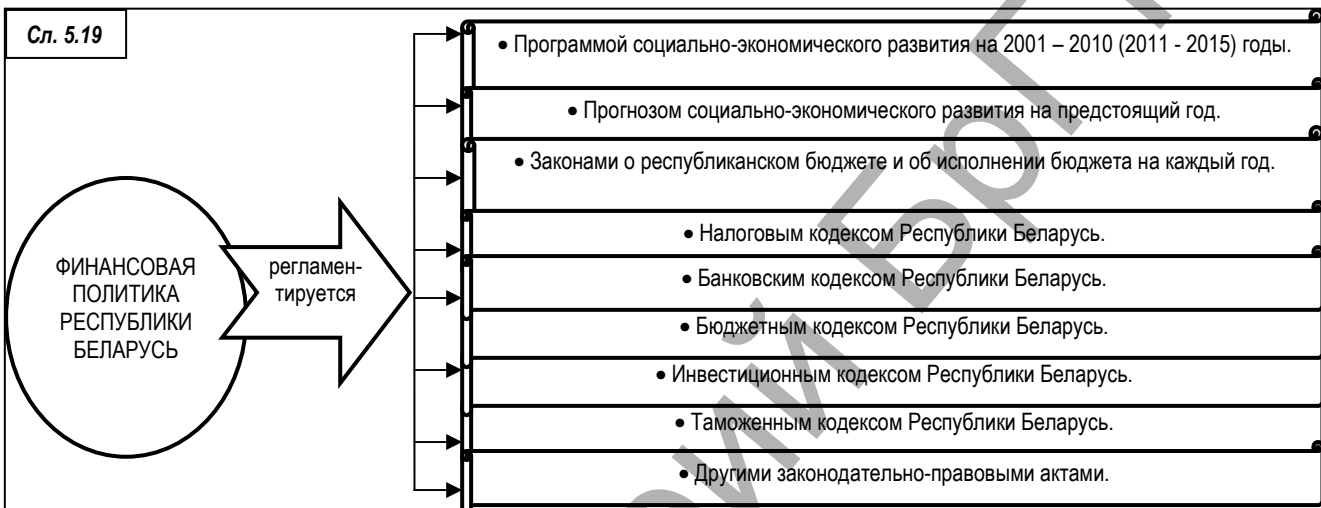 Сл. 5.19
• Программой социально-экономического развития на 2001 – 2010 (2011 - 2015) годы.
• Прогнозом социально-экономического развития на предстоящий год.
• Законами о республиканском бюджете и об исполнении бюджета на каждый год.
• Налоговым кодексом Республики Беларусь.
• Банковским кодексом Республики Беларусь.
• Бюджетным кодексом Республики Беларусь.
• Инвестиционным кодексом Республики Беларусь.
• Таможенным кодексом Республики Беларусь.
• Другими законодательно-правовыми актами.
ФИНАНСОВАЯ
ПОЛИТИКА
РЕСПУБЛИКИ
БЕЛАРУСЬ
регламен-
тируется